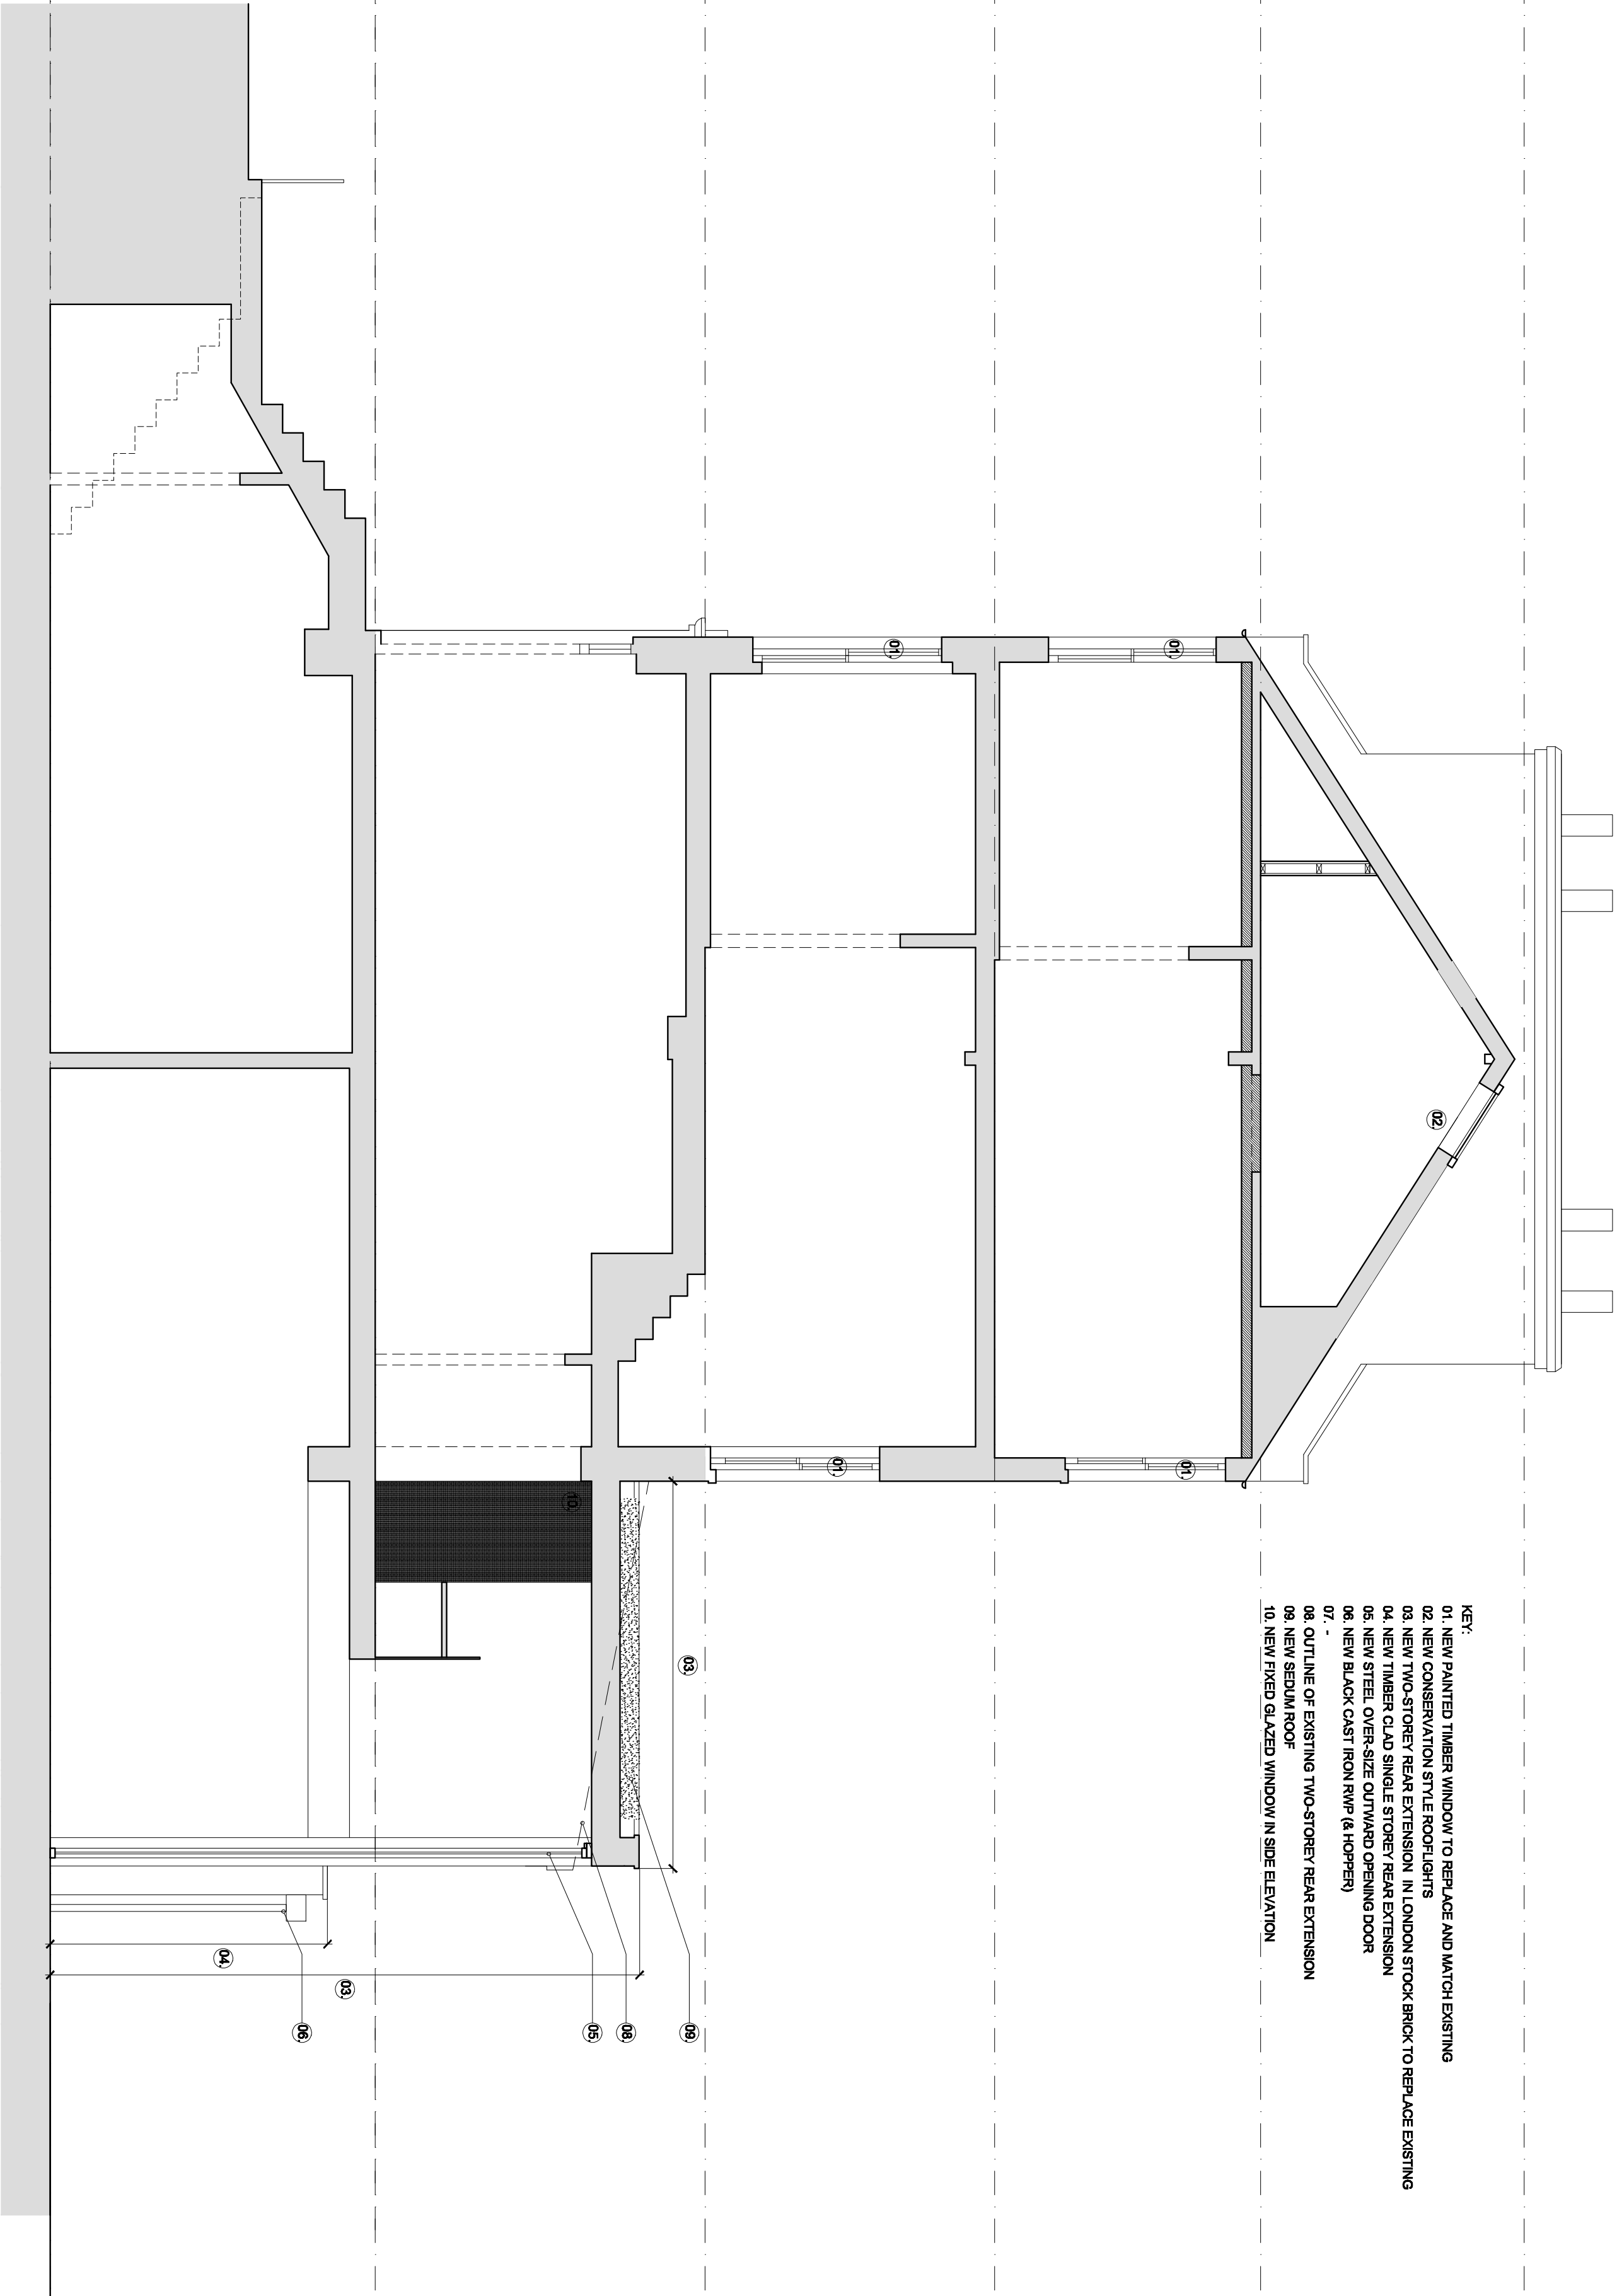 KEY:
01. NEW PAINTED TIMBER WINDOW TO REPLACE AND MATCH EXISTING
02. NEW CONSERVATION STYLE ROOFLIGHTS
03. NEW TWO-STOREY REAR EXTENSION IN LONDON STOCK BRICK TO REPLACE EXISTING
04. NEW TIMBER CLAD SINGLE STOREY REAR EXTENSION
05. NEW STEEL OVER-SIZE OUTWARD OPENING DOOR
06. NEW BLACK CAST IRON RWP (& HOPPER)
07. -
08. OUTLINE OF EXISTING TWO-STOREY REAR EXTENSION
09. NEW SEDUM ROOF
10. NEW FIXED GLAZED WINDOW IN SIDE ELEVATION
02.
01.
01.
01.
01.
03.
10.
09.
08.
05.
03.
06.
04.